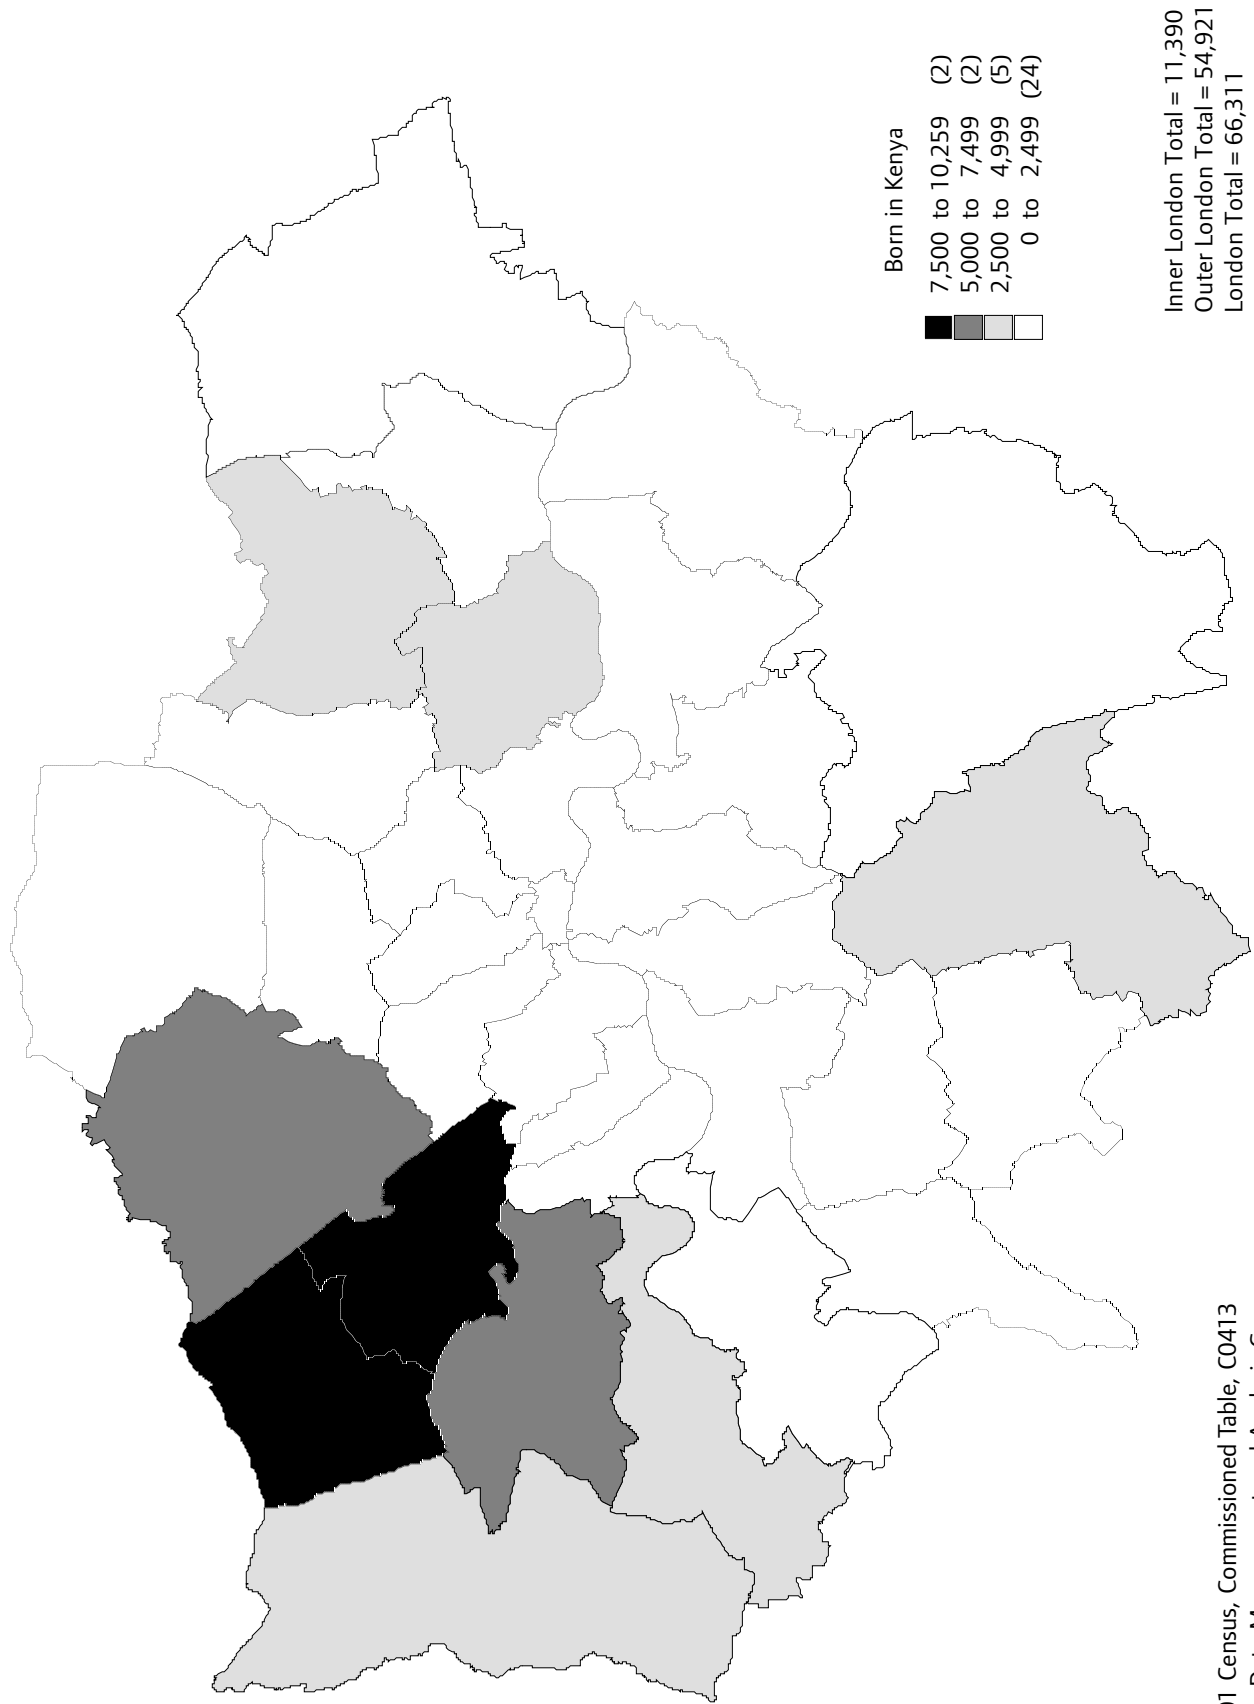 Born in Kenya
7,500 to 10,259 (2)
5,000 to 7,499 (2)
2,500 to 4,999 (5)
0 to 2,499 (24)
Inner London Total = 11,390
Outer London Total = 54,921
London Total = 66,311
Census, Commissioned Table, C0413